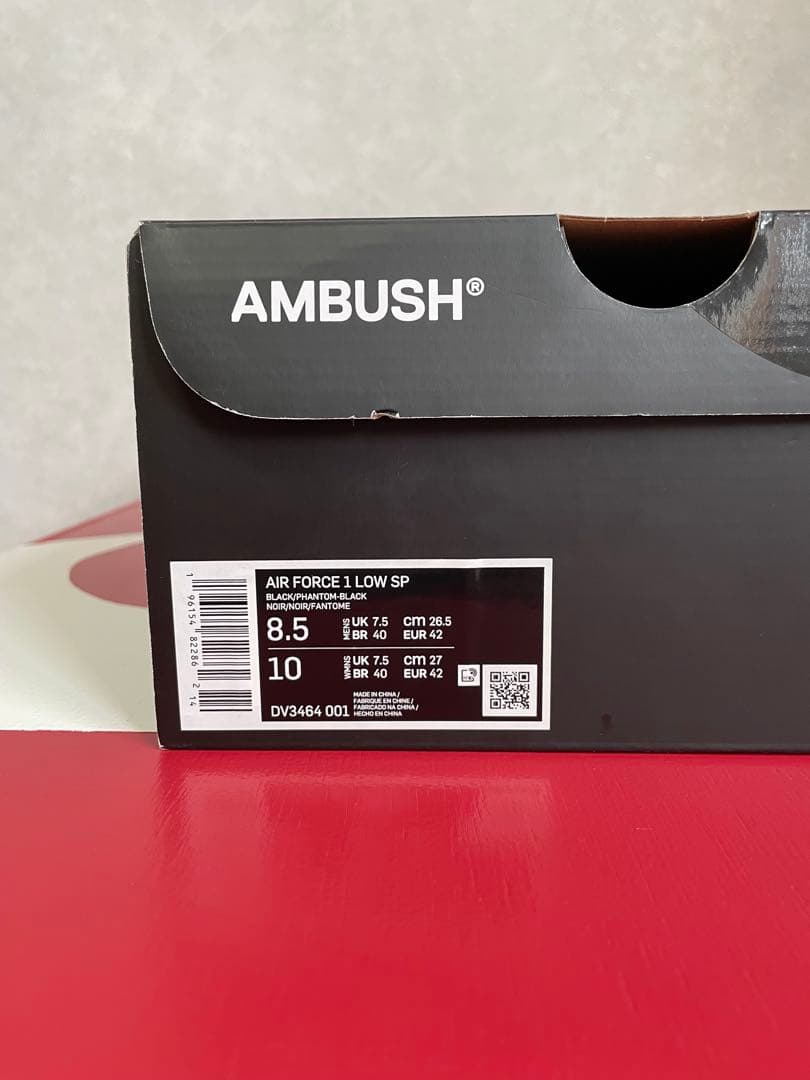 AMBUSH®
AIR FORCE 1 LOW SP
BLACK/PHANTOM-BLACK
NOIR/NOIR/FANTOME
8.5 MENS UK 7.5 cm 26.5
BR 40 EUR 42
10 WMNS UK 7.5 cm 27
BR 40 EUR 42
DV3464 001
MADE IN CHINA /
FABRIQUE EN CHINE /
FABRICADO NA CHINA /
HECHO EN CHINA
1 96154 82286 2 14